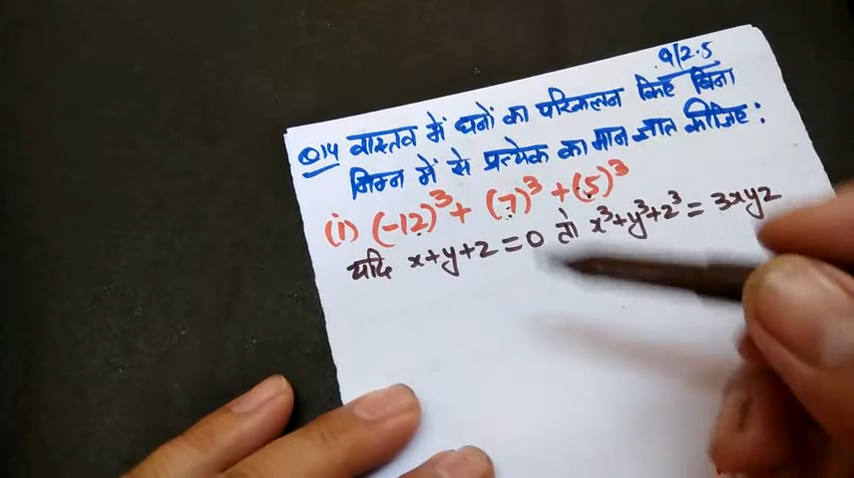 9/2.5
Q14 वास्तव में घनों का परिकलन किए बिना
निम्न में से प्रत्येक का मान ज्ञात कीजिए:
(i) (-12)³ + (7)³ + (5)³
यदि x+y+z=0 तो x³+y³+z³= 3xyz